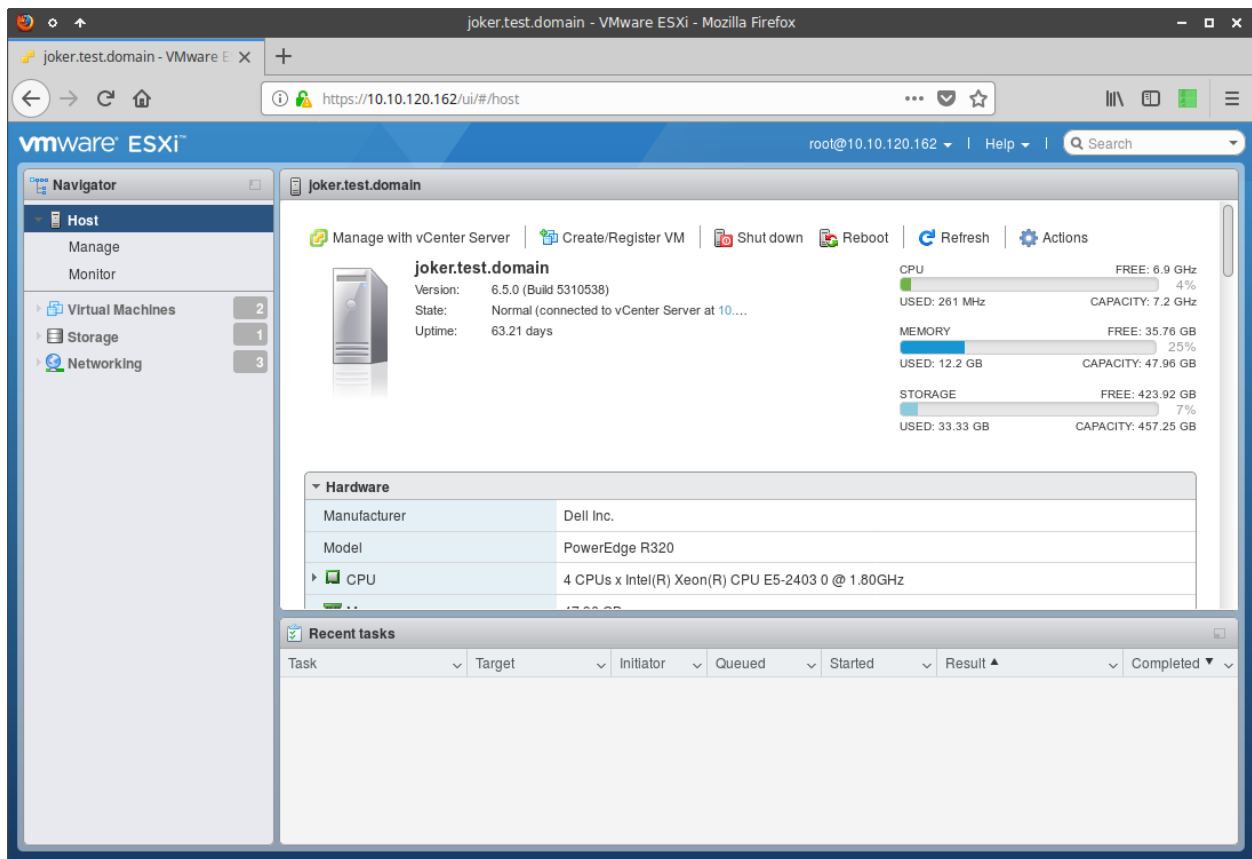 joker.test.domain - VMware ESXi - Mozilla Firefox
joker.test.domain - VMware E
https://10.10.120.162/ui/#/host
vmware ESXi™
root@10.10.120.162 | Help | Search
Navigator
Host
Manage
Monitor
Virtual Machines 2
Storage 1
Networking 3
joker.test.domain
Manage with vCenter Server | Create/Register VM | Shut down Reboot | Refresh | Actions
joker.test.domain
Version: 6.5.0 (Build 5310538)
State: Normal (connected to vCenter Server at 10....
Uptime: 63.21 days
CPU FREE: 6.9 GHz
4%
USED: 261 MHz CAPACITY: 7.2 GHz
MEMORY FREE: 35.76 GB
25%
USED: 12.2 GB CAPACITY: 47.96 GB
STORAGE FREE: 423.92 GB
7%
USED: 33.33 GB CAPACITY: 457.25 GB
Hardware
Manufacturer Dell Inc.
Model PowerEdge R320
CPU 4 CPUs x Intel(R) Xeon(R) CPU E5-2403 0 @ 1.80GHz
Recent tasks
Task Target Initiator Queued Started Result Completed